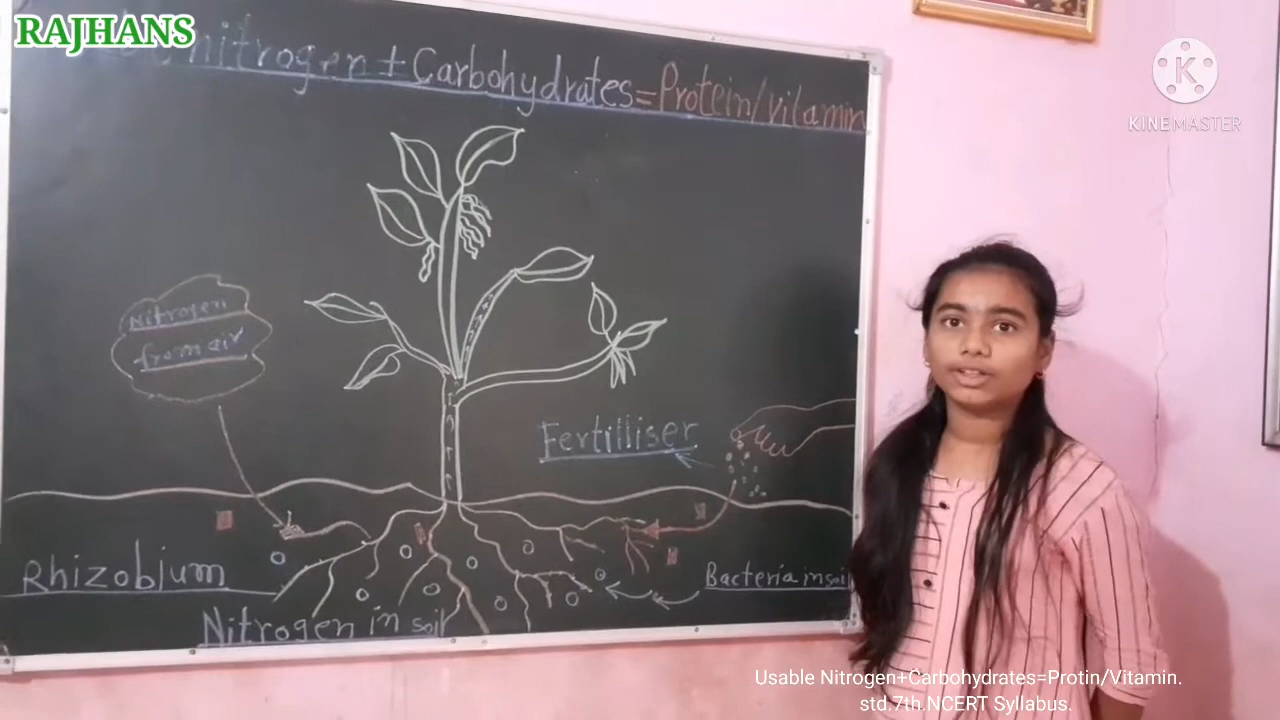 RAJHANS
nitrogen + Carbohydrates = Protein/vitamin
KINEMASTER
Nitrogen
from air
Fertilliser
Rhizobium
Bacteria in soil
Nitrogen in soil
Usable Nitrogen+Carbohydrates=Protin/Vitamin.
std.7th.NCERT Syllabus.